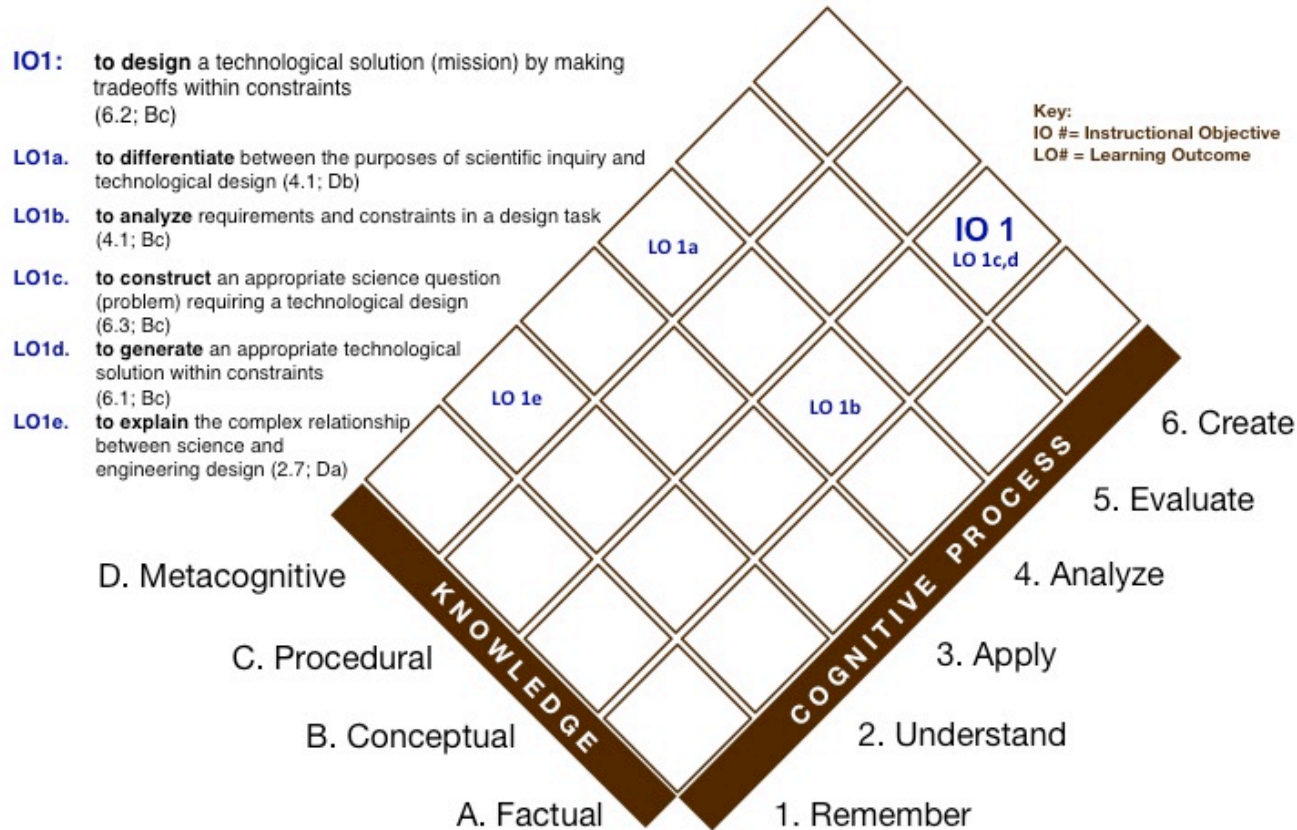 IO1: to design a technological solution (mission) by making
tradeoffs within constraints
(6.2; Bc)
LO1a. to differentiate between the purposes of scientific inquiry and
technological design (4.1; Db)
LO1b. to analyze requirements and constraints in a design task
(4.1; Bc)
LO1c. to construct an appropriate science question
(problem) requiring a technological design
(6.3; Bc)
LO1d. to generate an appropriate technological
solution within constraints
(6.1; Bc)
LO1e. to explain the complex relationship
between science and
engineering design (2.7; Da)
Key:
IO #= Instructional Objective
LO# = Learning Outcome
IO 1
LO 1c,d
LO 1a
LO 1e
LO 1b
KNOWLEDGE
COGNITIVE PROCESS
D. Metacognitive
C. Procedural
B. Conceptual
A. Factual
6. Create
5. Evaluate
4. Analyze
3. Apply
2. Understand
1. Remember